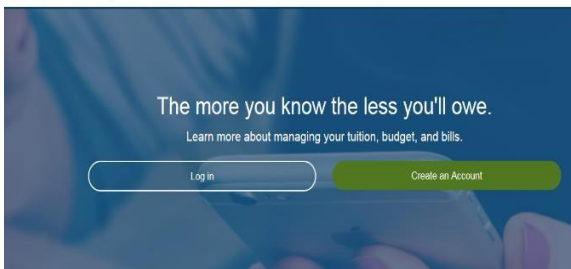 The more you know the less you'll owe.
Learn more about managing your tuition, budget, and bills.
Log in
Create an Account